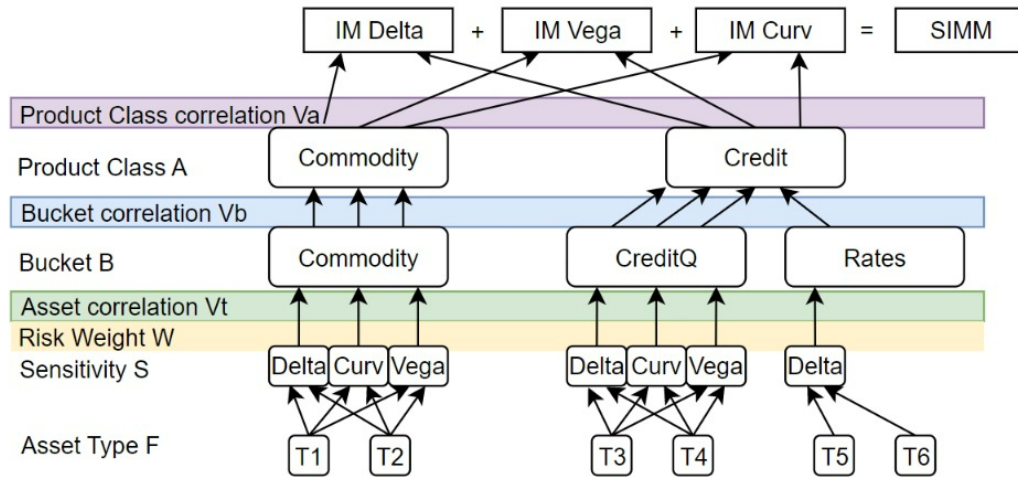 IM Delta + IM Vega + IM Curv = SIMM
Product Class correlation Va
Product Class A Commodity Credit
Bucket correlation Vb
Bucket B Commodity CreditQ Rates
Asset correlation Vt
Risk Weight W
Sensitivity S Delta Curv Vega Delta Curv Vega Delta
Asset Type F T1 T2 T3 T4 T5 T6